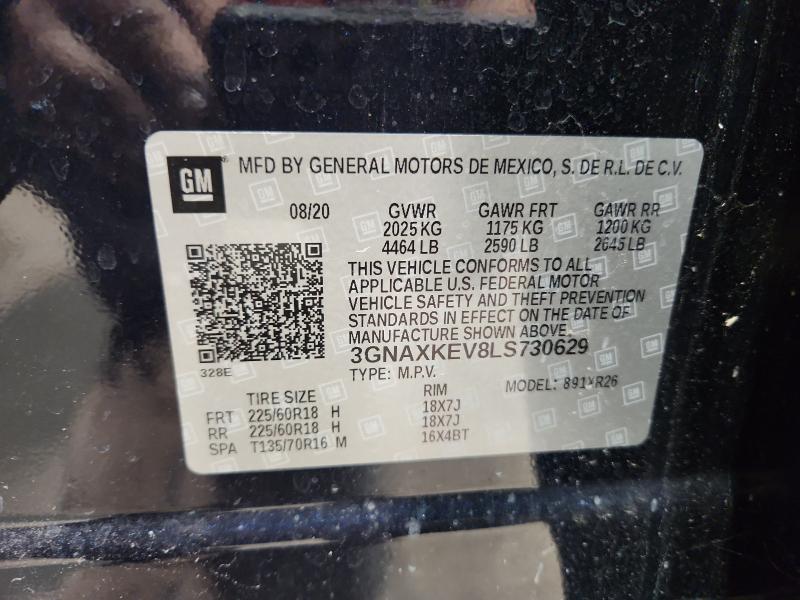 GM ® MFD BY GENERAL MOTORS DE MEXICO, S. DE R.L. DE C.V.
08/20 GVWR GAWR FRT GAWR RR
2025 KG 1175 KG 1200 KG
4464 LB 2590 LB 2645 LB
THIS VEHICLE CONFORMS TO ALL
APPLICABLE U.S. FEDERAL MOTOR
VEHICLE SAFETY AND THEFT PREVENTION
STANDARDS IN EFFECT ON THE DATE OF
MANUFACTURE SHOWN ABOVE.
3GNAXKEV8LS730629
328E TYPE: M.P.V. MODEL: 891XR26
TIRE SIZE RIM
FRT 225/60R18 H 18X7J
RR 225/60R18 H 18X7J
SPA T135/70R16 M 16X4BT